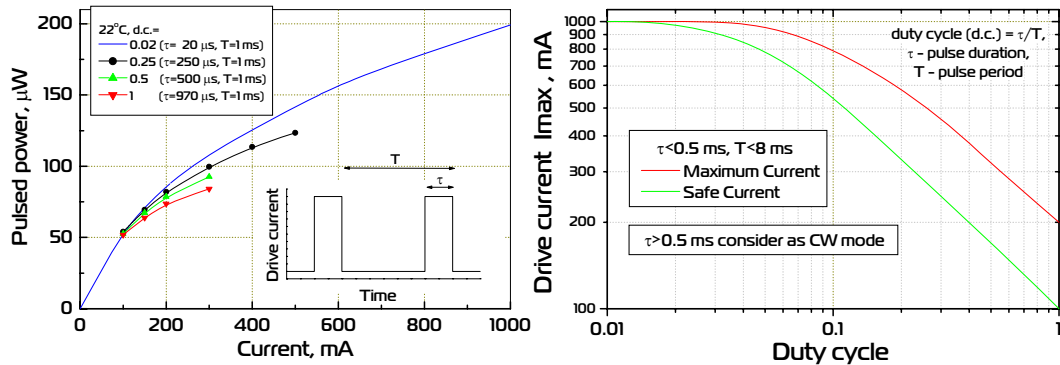 22°C, d.c.=
0.02 (τ= 20 μs, T=1 ms)
0.25 (τ=250 μs, T=1 ms)
0.5 (τ=500 μs, T=1 ms)
1 (τ=970 μs, T=1 ms)
Pulsed power, μW
200
150
100
50
0
0
200
400
600
800
1000
Current, mA
T
τ
Drive current
Time
duty cycle (d.c.) = τ/T,
τ - pulse duration,
T - pulse period
τ<0.5 ms, T<8 ms
Maximum Current
Safe Current
τ>0.5 ms consider as CW mode
Drive current Imax, mA
1000
900
800
700
600
500
400
300
200
100
0.01
0.1
1
Duty cycle